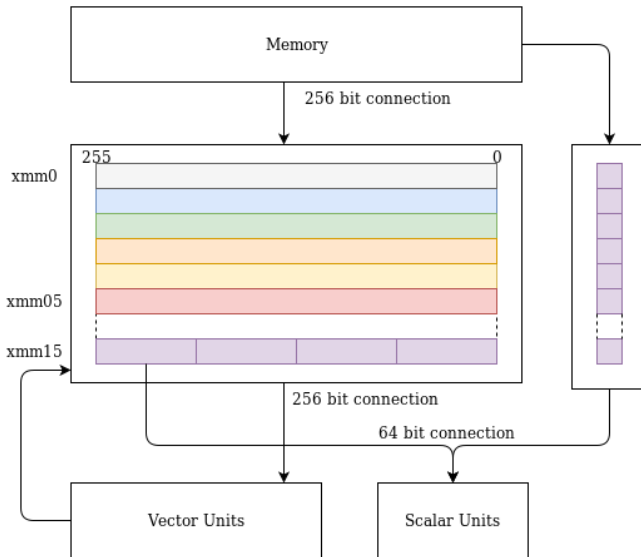 Memory
256 bit connection
255 0
xmm0
xmm05
xmm15
256 bit connection
64 bit connection
Vector Units
Scalar Units